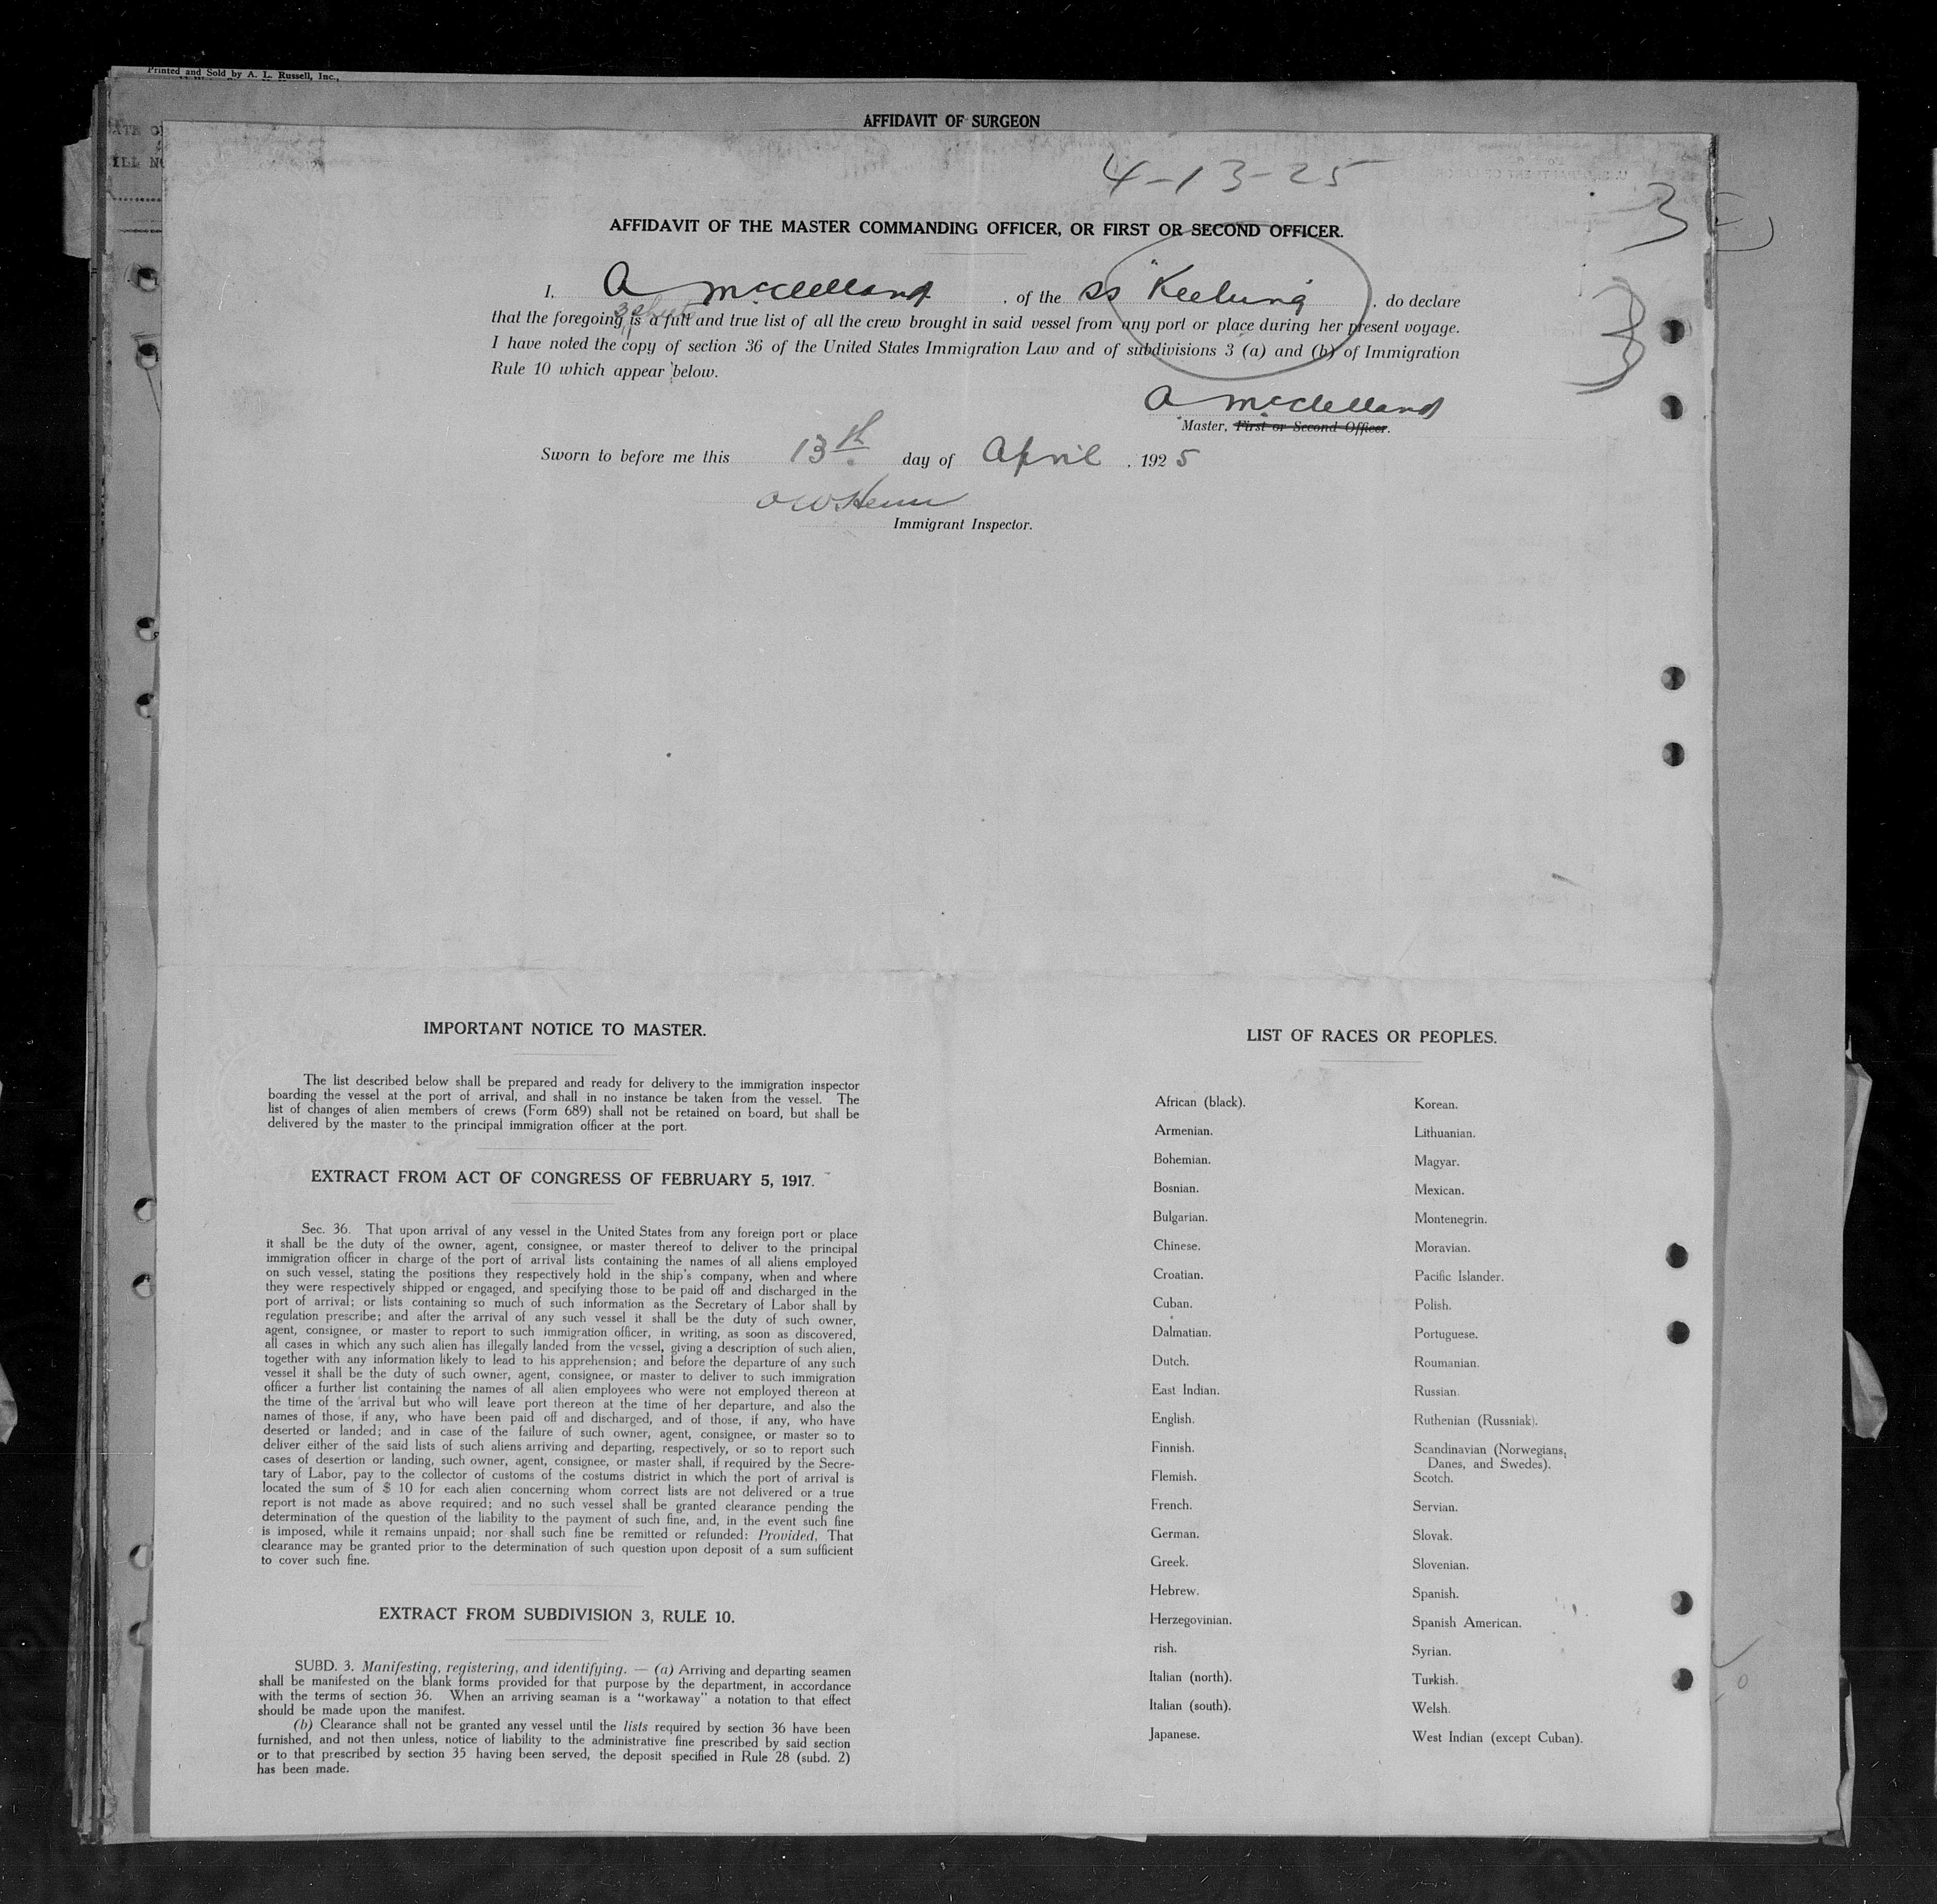 Printed and Sold by A. L. Russell, Inc.,
AFFIDAVIT OF SURGEON
ILL NO
4-13-25
3
AFFIDAVIT OF THE MASTER COMMANDING OFFICER, OR FIRST OR SECOND OFFICER.
I, A McClelland, of the ss "Keelung, do declare
3 sheets
that the foregoing is a full and true list of all the crew brought in said vessel from any port or place during her present voyage.
I have noted the copy of section 36 of the United States Immigration Law and of subdivisions 3 (a) and (b) of Immigration
Rule 10 which appear below.
3
A McClelland
Master, First or Second Officer.
Sworn to before me this 13th day of April, 1925
Immigrant Inspector.
IMPORTANT NOTICE TO MASTER.
The list described below shall be prepared and ready for delivery to the immigration inspector
boarding the vessel at the port of arrival, and shall in no instance be taken from the vessel. The
list of changes of alien members of crews (Form 689) shall not be retained on board, but shall be
delivered by the master to the principal immigration officer at the port.
EXTRACT FROM ACT OF CONGRESS OF FEBRUARY 5, 1917.
Sec. 36. That upon arrival of any vessel in the United States from any foreign port or place
it shall be the duty of the owner, agent, consignee, or master thereof to deliver to the principal
immigration officer in charge of the port of arrival lists containing the names of all aliens employed
on such vessel, stating the positions they respectively hold in the ship's company, when and where
they were respectively shipped or engaged, and specifying those to be paid off and discharged in the
port of arrival; or lists containing so much of such information as the Secretary of Labor shall by
regulation prescribe; and after the arrival of any such vessel it shall be the duty of such owner,
agent, consignee, or master to report to such immigration officer, in writing, as soon as discovered,
all cases in which any such alien has illegally landed from the vessel, giving a description of such alien,
together with any information likely to lead to his apprehension; and before the departure of any such
vessel it shall be the duty of such owner, agent, consignee, or master to deliver to such immigration
officer a further list containing the names of all alien employees who were not employed thereon at
the time of the arrival but who will leave port thereon at the time of her departure, and also the
names of those, if any, who have been paid off and discharged, and of those, if any, who have
deserted or landed; and in case of the failure of such owner, agent, consignee, or master so to
deliver either of the said lists of such aliens arriving and departing, respectively, or so to report such
cases of desertion or landing, such owner, agent, consignee, or master shall, if required by the Secre-
tary of Labor, pay to the collector of customs of the costums district in which the port of arrival is
located the sum of $ 10 for each alien concerning whom correct lists are not delivered or a true
report is not made as above required; and no such vessel shall be granted clearance pending the
determination of the question of the liability to the payment of such fine, and, in the event such fine
is imposed, while it remains unpaid; nor shall such fine be remitted or refunded: Provided, That
clearance may be granted prior to the determination of such question upon deposit of a sum sufficient
to cover such fine.
EXTRACT FROM SUBDIVISION 3, RULE 10.
SUBD. 3. Manifesting, registering, and identifying. — (a) Arriving and departing seamen
shall be manifested on the blank forms provided for that purpose by the department, in accordance
with the terms of section 36. When an arriving seaman is a "workaway" a notation to that effect
should be made upon the manifest.
(b) Clearance shall not be granted any vessel until the lists required by section 36 have been
furnished, and not then unless, notice of liability to the administrative fine prescribed by said section
or to that prescribed by section 35 having been served, the deposit specified in Rule 28 (subd. 2)
has been made.
LIST OF RACES OR PEOPLES.
African (black).
Armenian.
Bohemian.
Bosnian.
Bulgarian.
Chinese.
Croatian.
Cuban.
Dalmatian.
Dutch.
East Indian.
English.
Finnish.
Flemish.
French.
German.
Greek.
Hebrew.
Herzegovinian.
rish.
Italian (north).
Italian (south).
Japanese.
Korean.
Lithuanian.
Magyar.
Mexican.
Montenegrin.
Moravian.
Pacific Islander.
Polish.
Portuguese.
Roumanian.
Russian.
Ruthenian (Russniak).
Scandinavian (Norwegians,
Danes, and Swedes).
Scotch.
Servian.
Slovak.
Slovenian.
Spanish.
Spanish American.
Syrian.
Turkish.
Welsh.
West Indian (except Cuban).